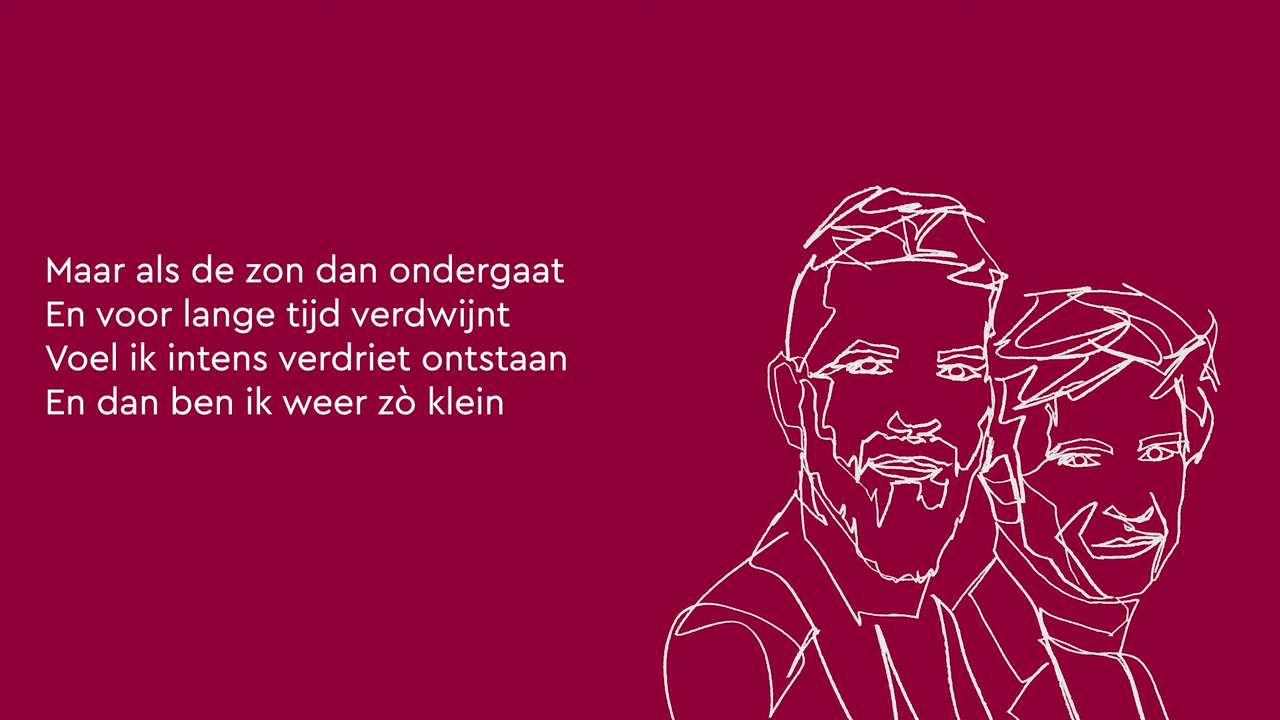 Maar als de zon dan ondergaat
En voor lange tijd verdwijnt
Voel ik intens verdriet ontstaan
En dan ben ik weer zò klein